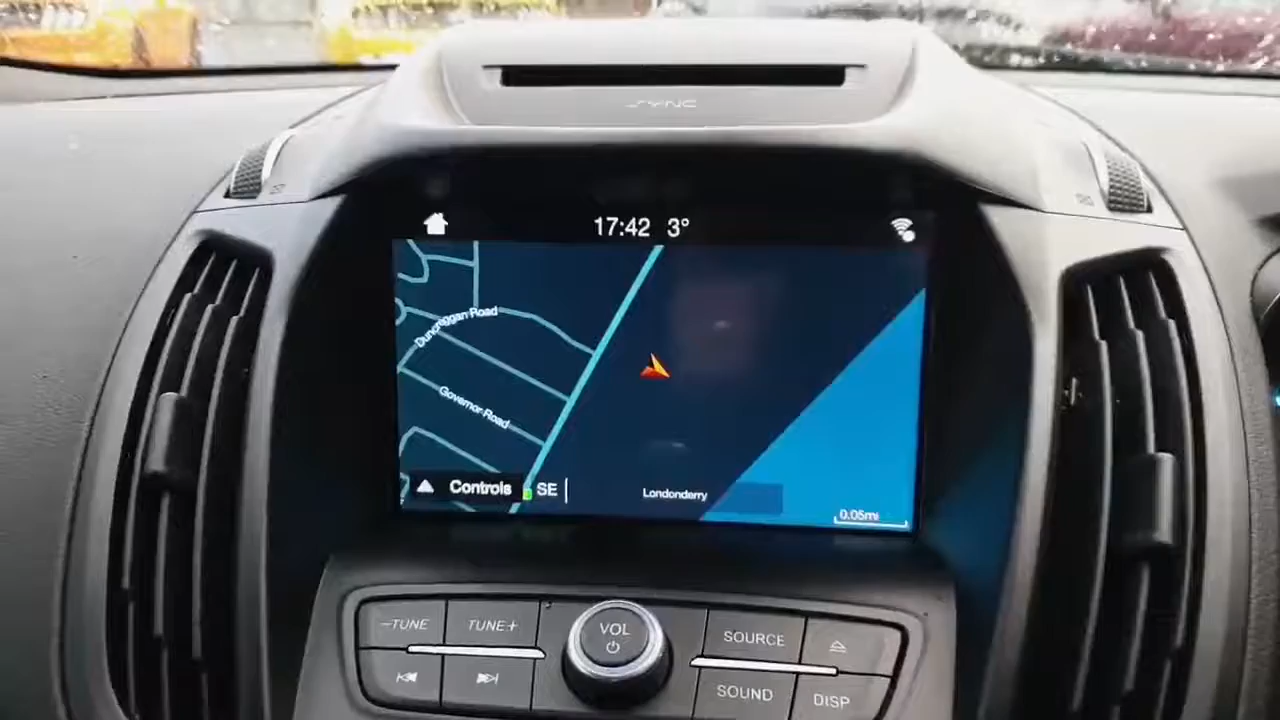 SYNC
17:42 3°
Duncreggan Road
Governor Road
Controls
SE
Londonderry
0.05mi
–TUNE
TUNE+
VOL
SOURCE
SOUND
DISP